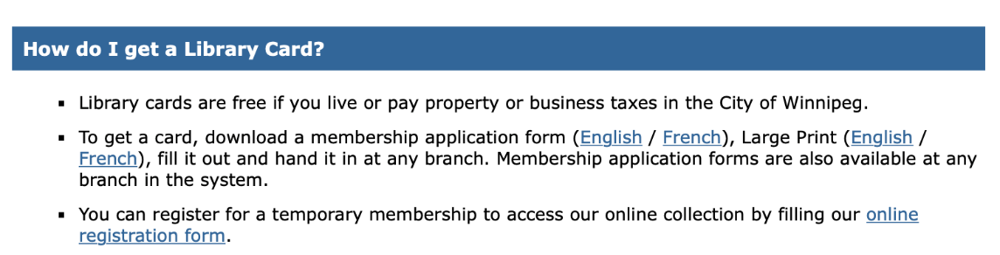 How do I get a Library Card?
▪ Library cards are free if you live or pay property or business taxes in the City of Winnipeg.
▪ To get a card, download a membership application form (English / French), Large Print (English /
French), fill it out and hand it in at any branch. Membership application forms are also available at any
branch in the system.
▪ You can register for a temporary membership to access our online collection by filling our online
registration form.